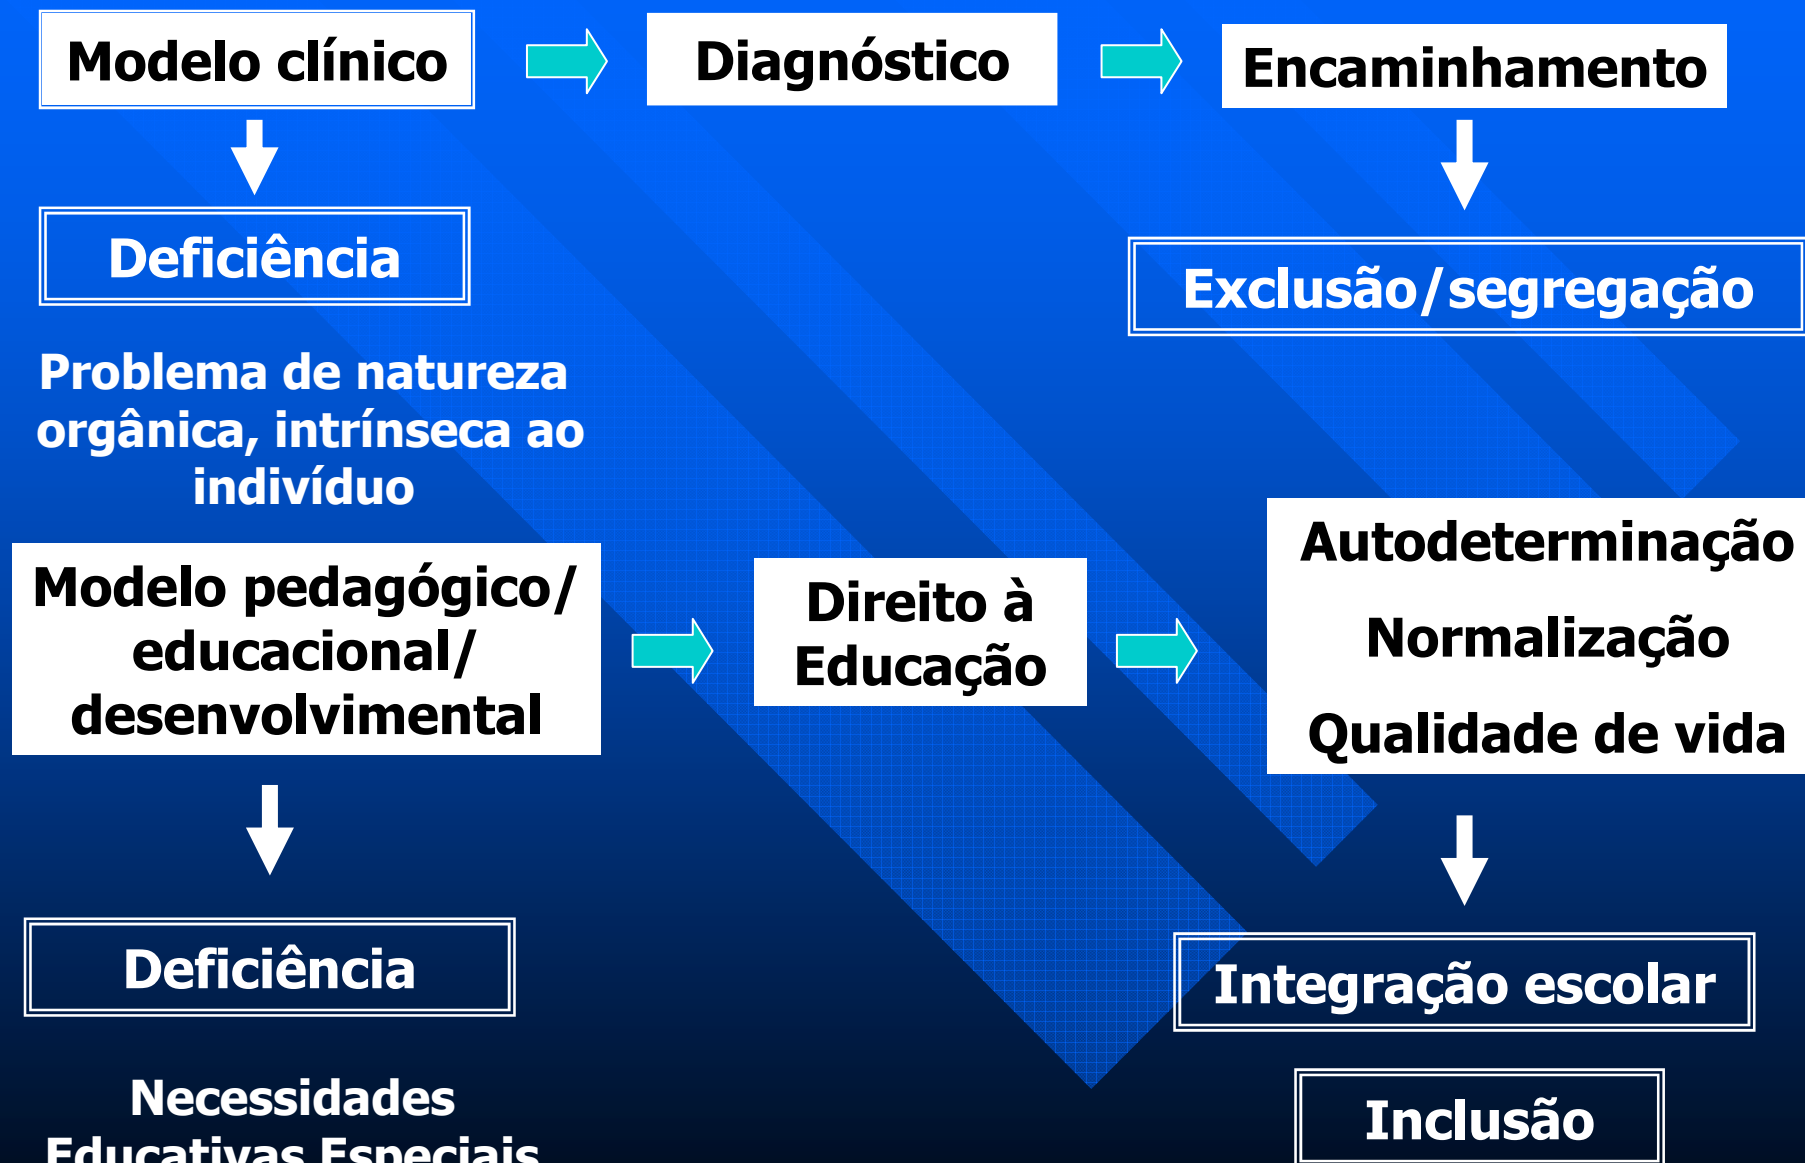 Modelo clínico
Diagnóstico
Encaminhamento
Deficiência
Exclusão/segregação
Problema de natureza
orgânica, intrínseca ao
indivíduo
Modelo pedagógico/
educacional/
desenvolvimental
Direito à
Educação
Autodeterminação
Normalização
Qualidade de vida
Deficiência
Integração escolar
Necessidades
Educativas Especiais
Inclusão